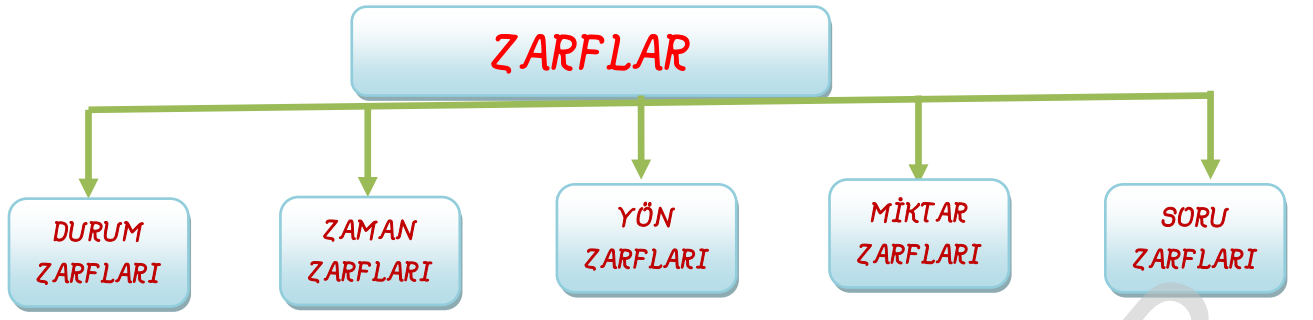 ZARFLAR
DURUM
ZARFLARI
ZAMAN
ZARFLARI
YÖN
ZARFLARI
MİKTAR
ZARFLARI
SORU
ZARFLARI